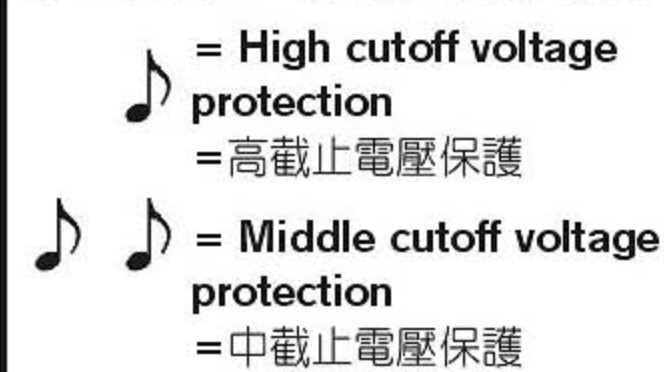 ♪ = High cutoff voltage
protection
=高截止電壓保護
♪ ♪ = Middle cutoff voltage
protection
=中截止電壓保護